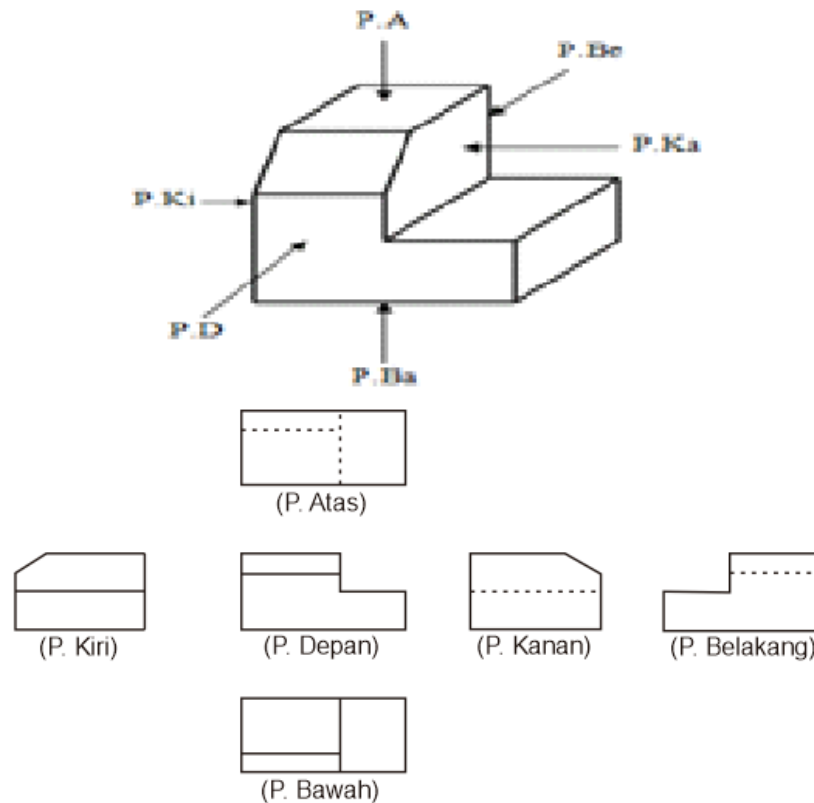 P.A
P.Be
P.Ka
P.Ki
P.D
P.Ba
(P. Atas)
(P. Kiri)
(P. Depan)
(P. Kanan)
(P. Belakang)
(P. Bawah)